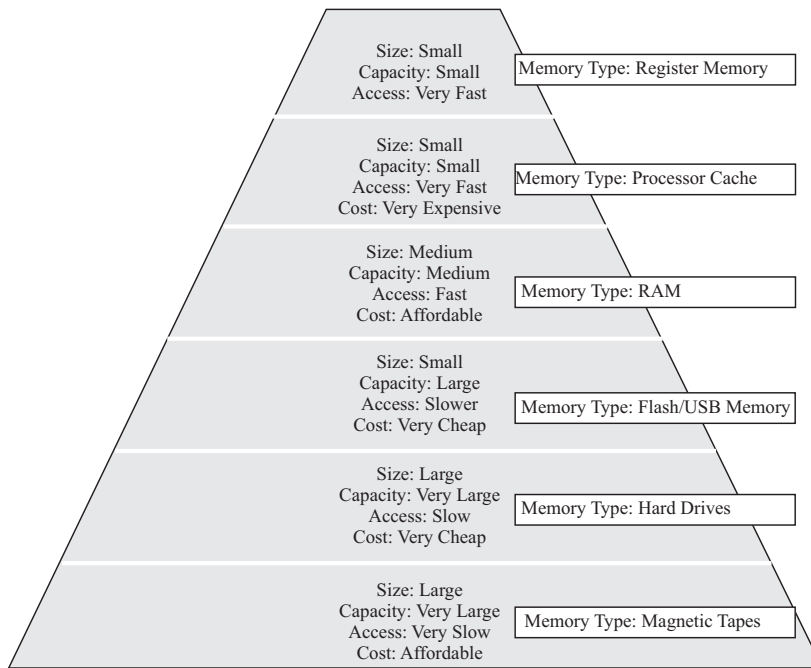 Size: Small
Capacity: Small
Access: Very Fast
Memory Type: Register Memory
Size: Small
Capacity: Small
Access: Very Fast
Cost: Very Expensive
Memory Type: Processor Cache
Size: Medium
Capacity: Medium
Access: Fast
Cost: Affordable
Memory Type: RAM
Size: Small
Capacity: Large
Access: Slower
Cost: Very Cheap
Memory Type: Flash/USB Memory
Size: Large
Capacity: Very Large
Access: Slow
Cost: Very Cheap
Memory Type: Hard Drives
Size: Large
Capacity: Very Large
Access: Very Slow
Cost: Affordable
Memory Type: Magnetic Tapes